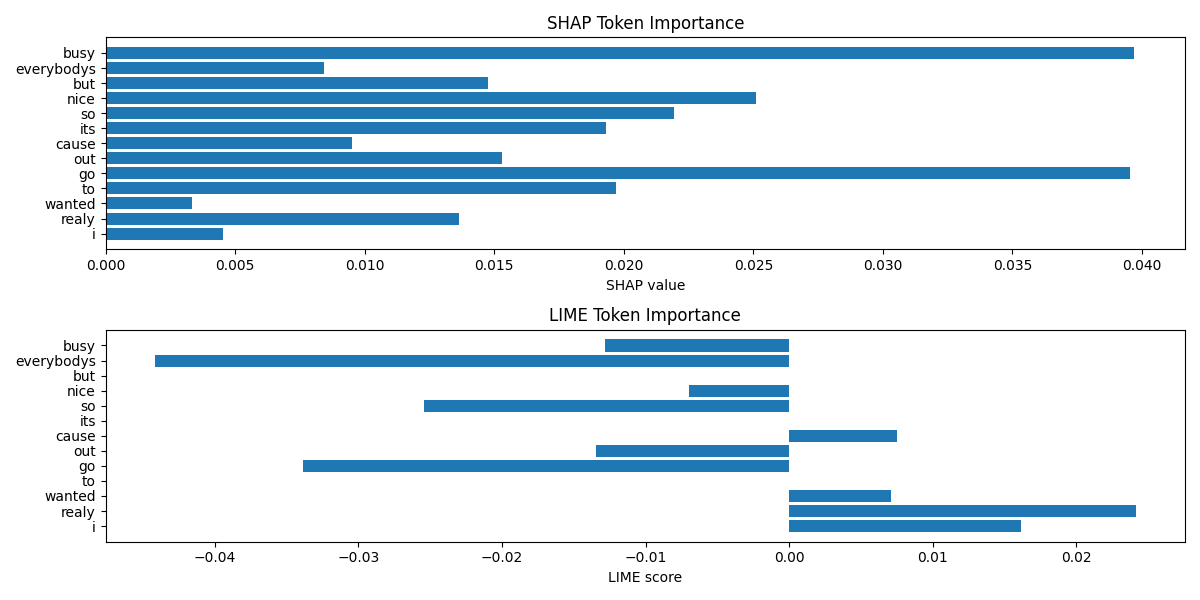 SHAP Token Importance
busy
everybodys
but
nice
so
its
cause
out
go
to
wanted
realy
i
0.000 0.005 0.010 0.015 0.020 0.025 0.030 0.035 0.040
SHAP value
LIME Token Importance
busy
everybodys
but
nice
so
its
cause
out
go
to
wanted
realy
i
−0.04 −0.03 −0.02 −0.01 0.00 0.01 0.02
LIME score